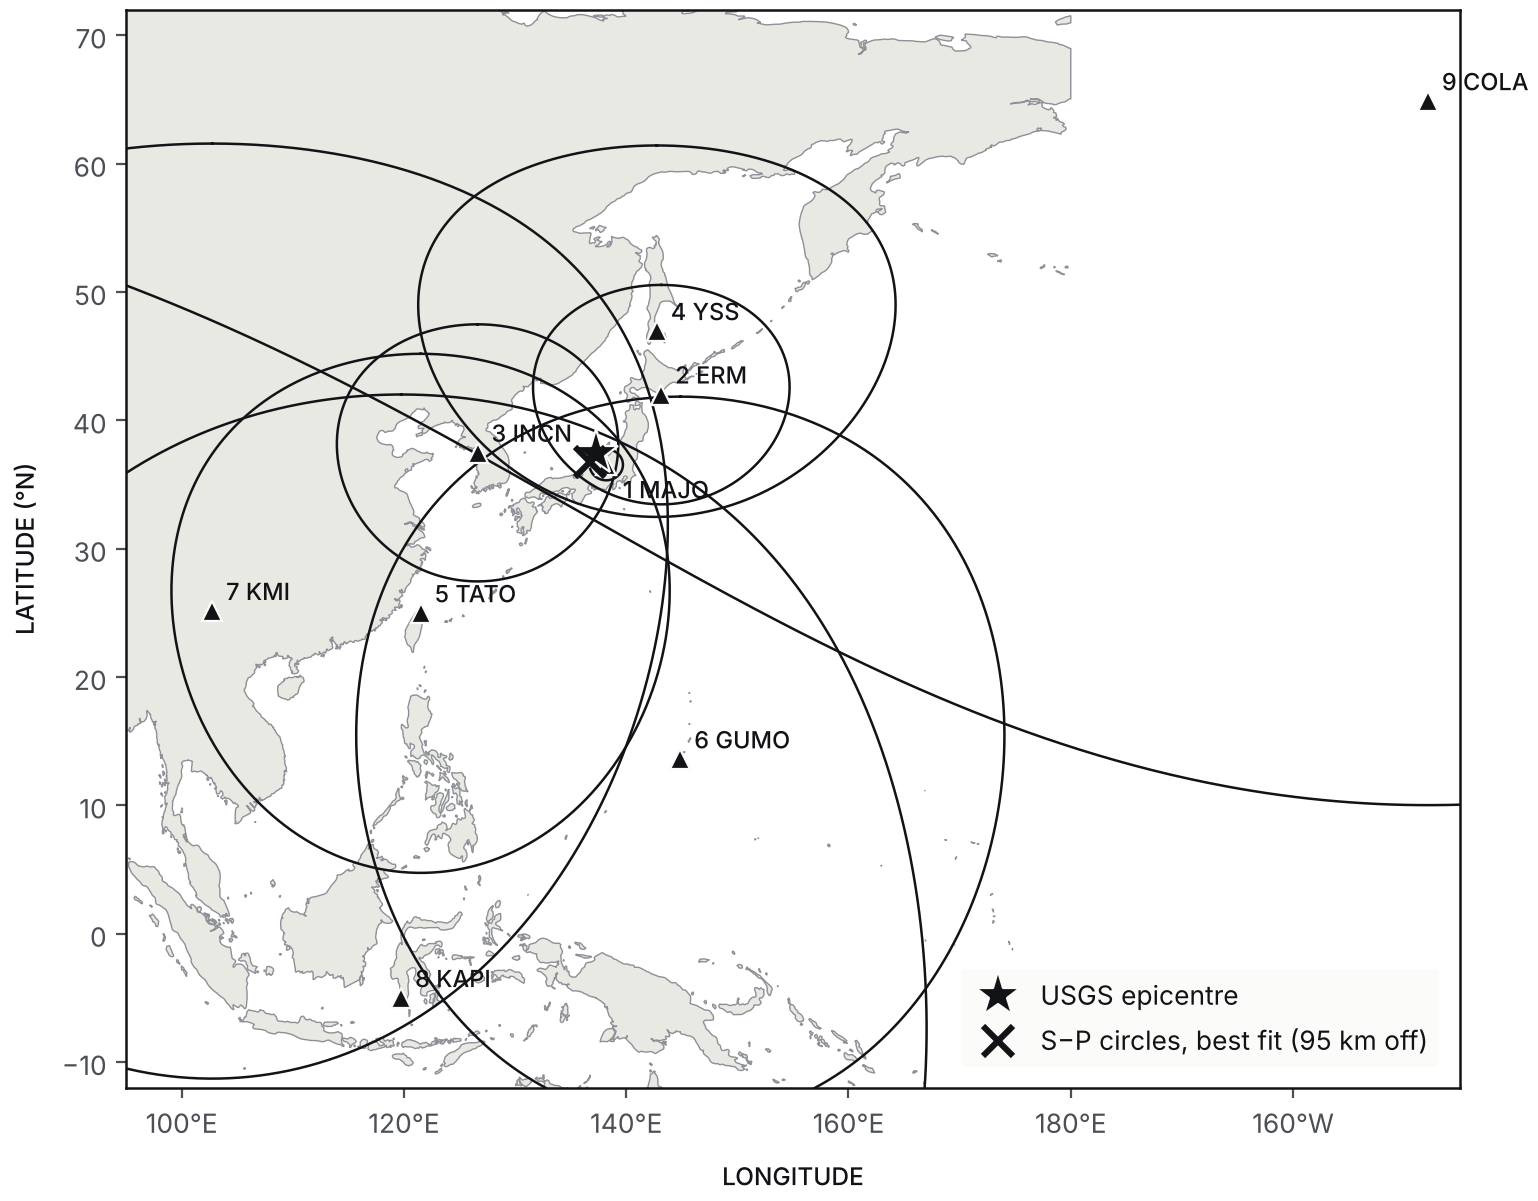 70
9 COLA
60
50
4 YSS
2 ERM
40
3 INCN
1 MAJO
30
7 KMI
5 TATO
20
6 GUMO
10
0
8 KAPI
−10
USGS epicentre
S−P circles, best fit (95 km off)
100°E 120°E 140°E 160°E 180°E 160°W
LONGITUDE
LATITUDE (°N)